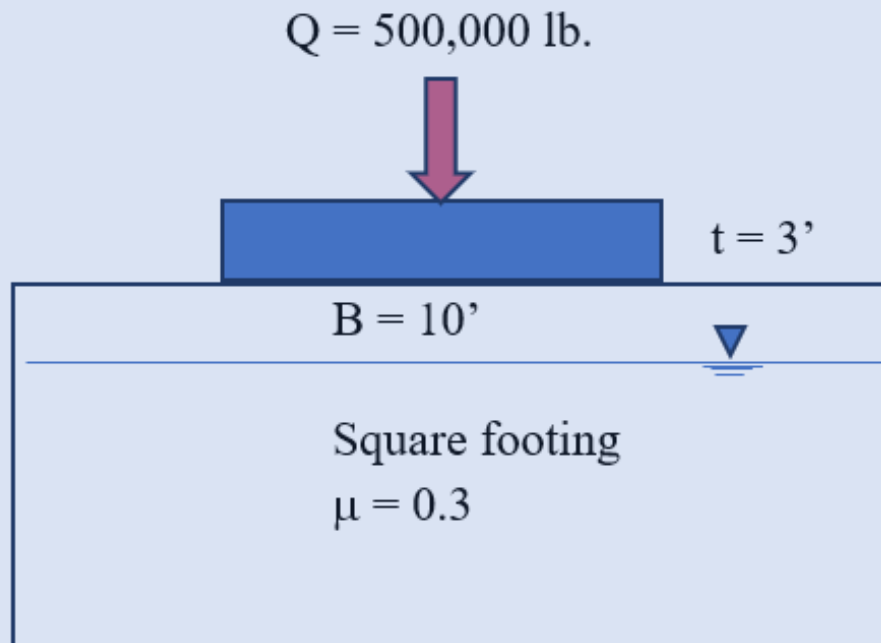 Q = 500,000 lb.
t = 3’
B = 10’
Square footing
μ = 0.3